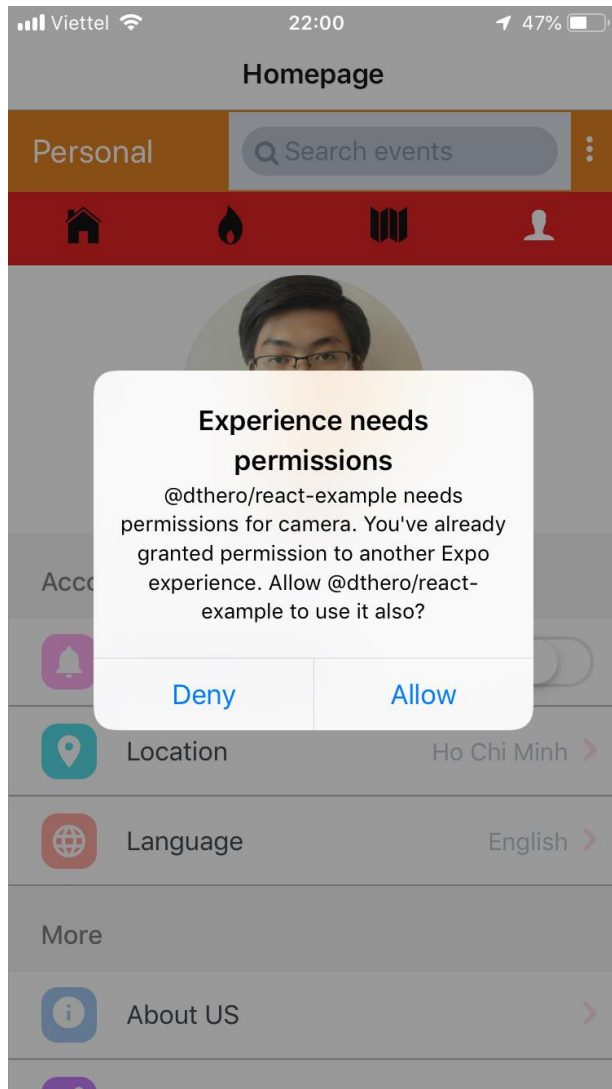 Viettel 22:00 47%
Homepage
Personal Search events
Experience needs
permissions
@dthero/react-example needs
permissions for camera. You've already
granted permission to another Expo
experience. Allow @dthero/react-
example to use it also?
Deny Allow
Location Ho Chi Minh
Language English
More
About US